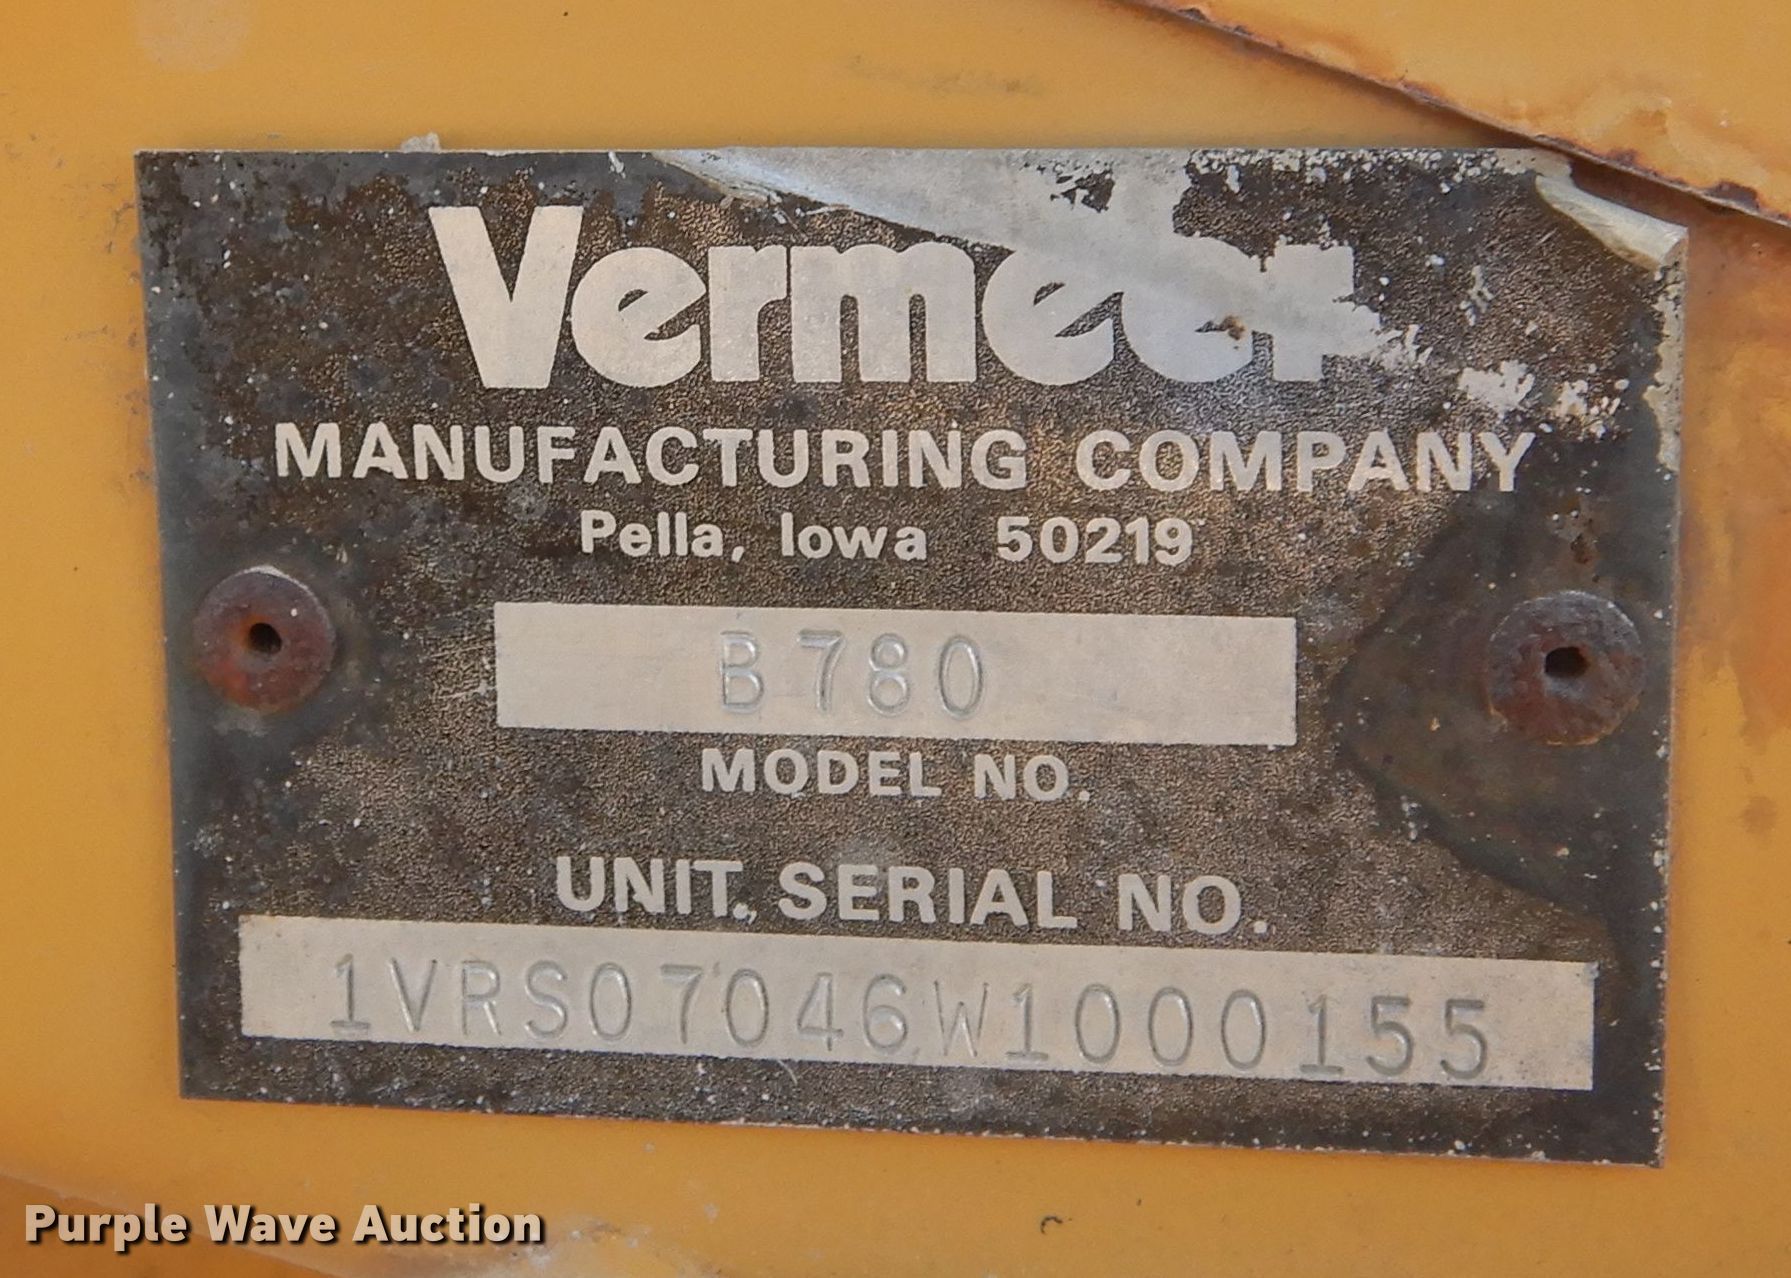 Vermeer
MANUFACTURING COMPANY
Pella, Iowa 50219
B780
MODEL NO.
UNIT. SERIAL NO.
1VRS07046W1000155
Purple Wave Auction